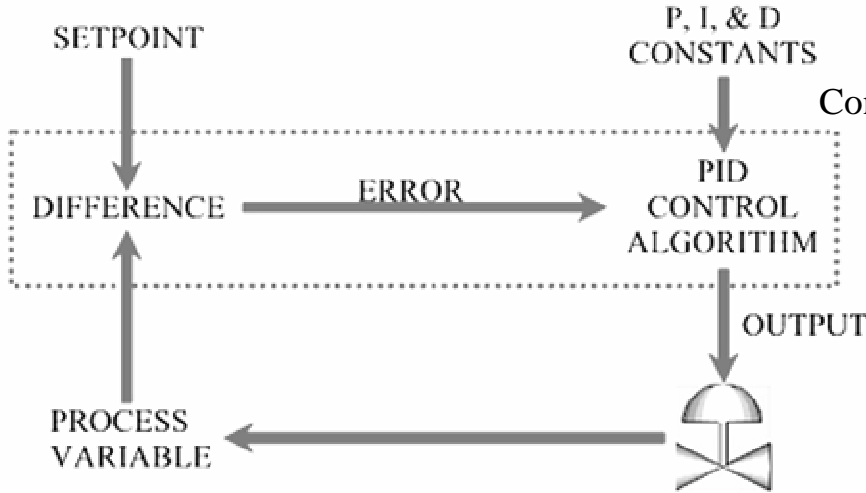 SETPOINT
P, I, & D
CONSTANTS
DIFFERENCE
ERROR
PID
CONTROL
ALGORITHM
OUTPUT
PROCESS
VARIABLE